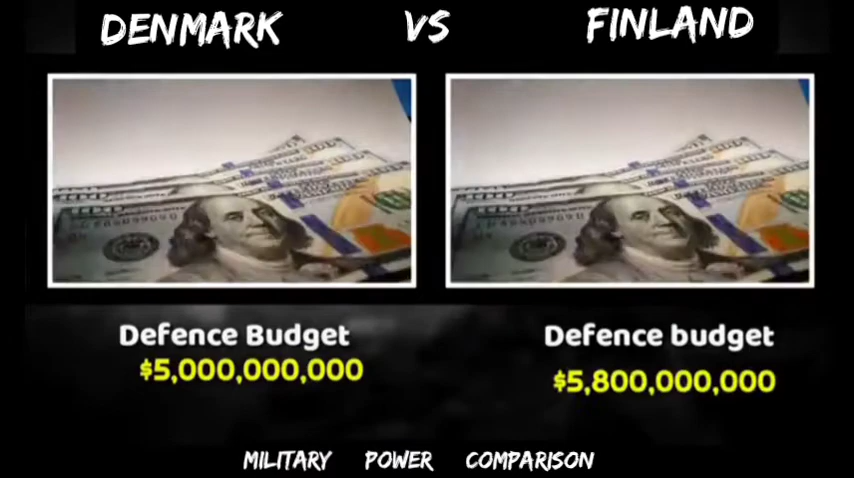 DENMARK VS FINLAND
Defence Budget
$5,000,000,000
Defence budget
$5,800,000,000
MILITARY POWER COMPARISON